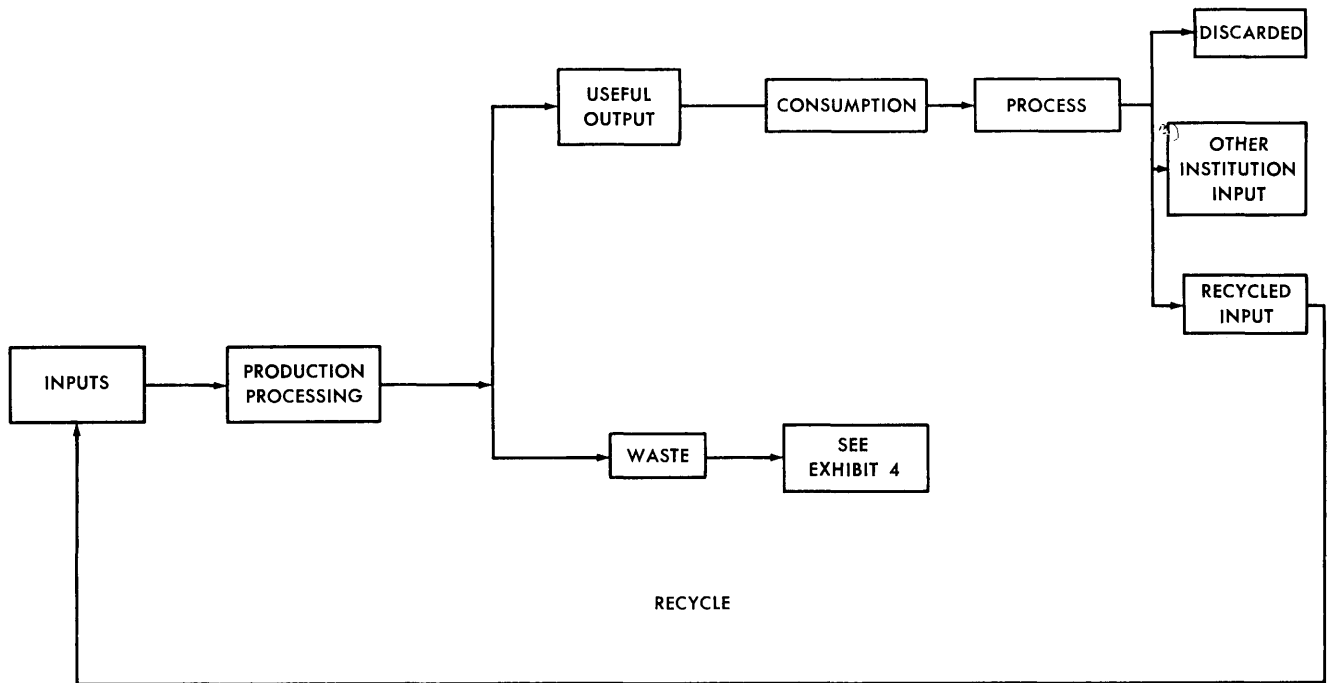 DISCARDED
USEFUL
OUTPUT
CONSUMPTION
PROCESS
OTHER
INSTITUTION
INPUT
RECYCLED
INPUT
INPUTS
PRODUCTION
PROCESSING
WASTE
SEE
EXHIBIT 4
RECYCLE